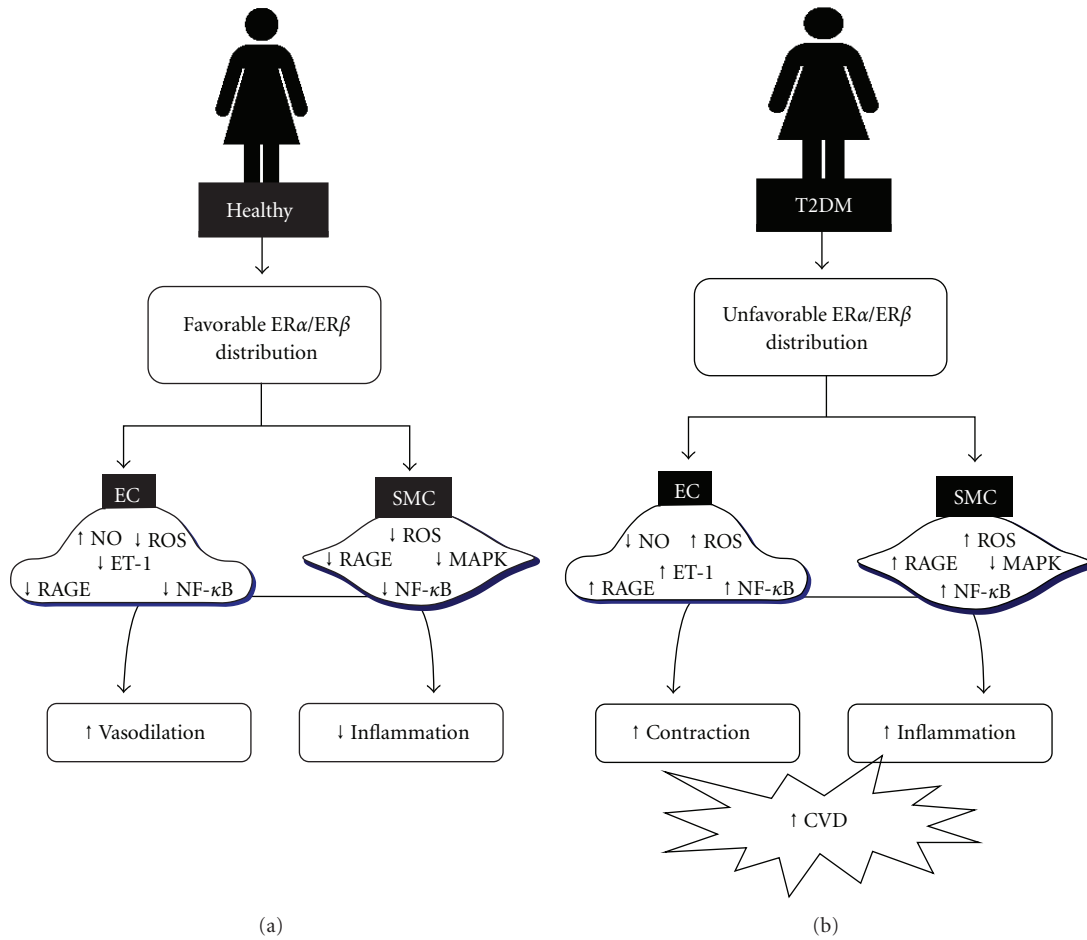 Healthy
Favorable ERα/ERβ
distribution
EC
↑ NO ↓ ROS
↓ ET-1
↓ RAGE ↓ NF-κB
SMC
↓ ROS
↓ RAGE ↓ MAPK
↓ NF-κB
↑ Vasodilation
↓ Inflammation
(a)
T2DM
Unfavorable ERα/ERβ
distribution
EC
↓ NO ↑ ROS
↑ ET-1
↑ RAGE ↑ NF-κB
SMC
↑ ROS
↑ RAGE ↓ MAPK
↑ NF-κB
↑ Contraction
↑ Inflammation
↑ CVD
(b)